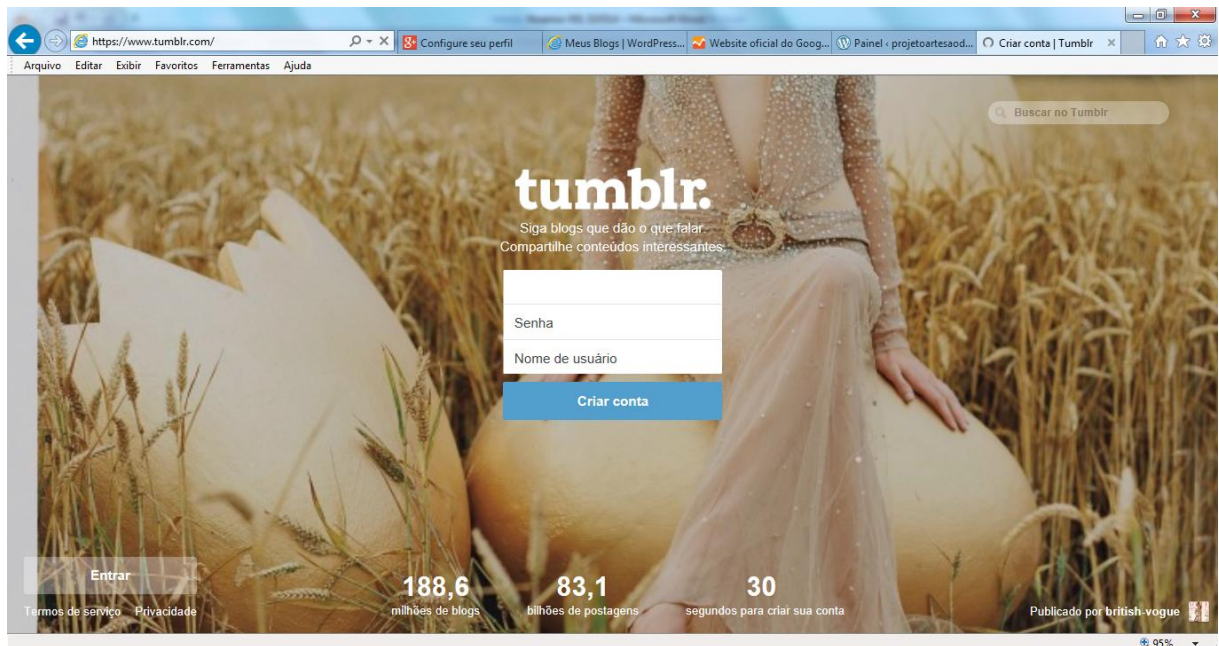 https://www.tumblr.com/
Configure seu perfil
Meus Blogs | WordPress...
Website oficial do Goog...
Painel ‹ projetoartesaod...
Criar conta | Tumblr
Arquivo Editar Exibir Favoritos Ferramentas Ajuda
Buscar no Tumblr
tumblr.
Siga blogs que dão o que falar.
Compartilhe conteúdos interessantes.
Senha
Nome de usuário
Criar conta
Entrar
Termos de serviço Privacidade
188,6
milhões de blogs
83,1
bilhões de postagens
30
segundos para criar sua conta
Publicado por british-vogue
95%